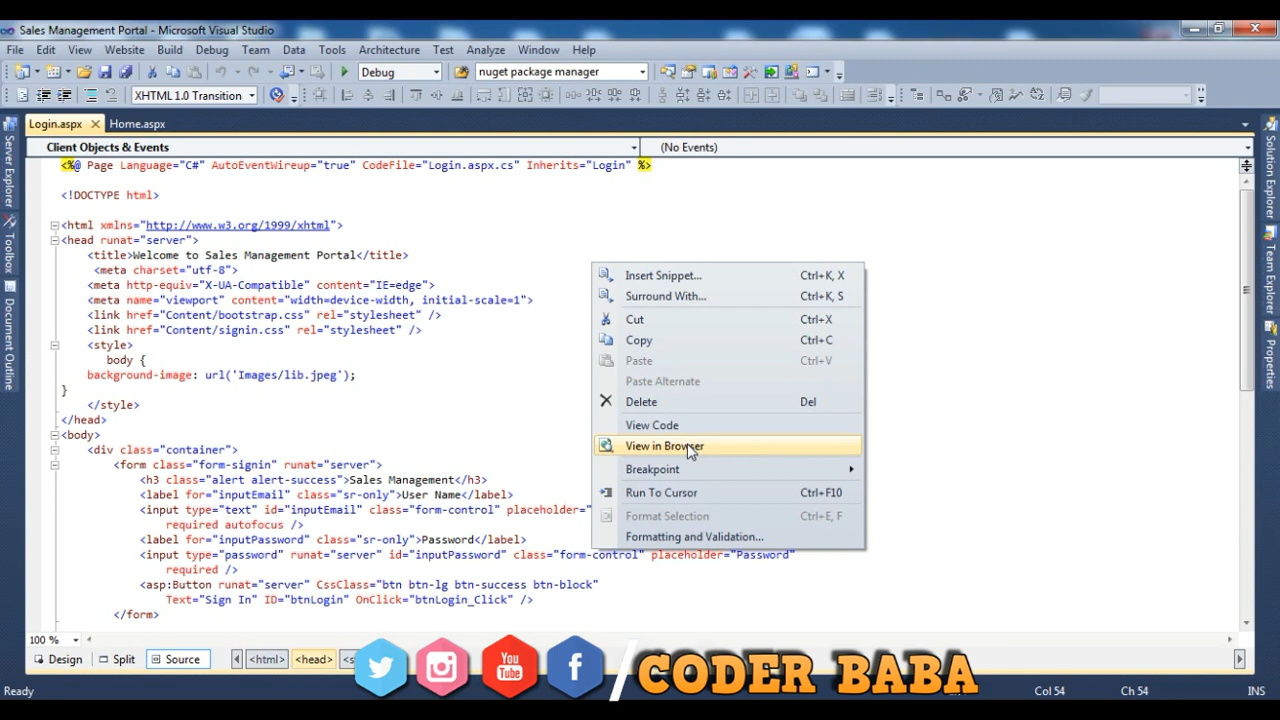 Sales Management Portal - Microsoft Visual Studio
File Edit View Website Build Debug Team Data Tools Architecture Test Analyze Window Help
Debug nuget package manager
XHTML 1.0 Transition
Login.aspx Home.aspx
Client Objects & Events (No Events)
<%@ Page Language="C#" AutoEventWireup="true" CodeFile="Login.aspx.cs" Inherits="Login" %>
<!DOCTYPE html>
<html xmlns="http://www.w3.org/1999/xhtml">
<head runat="server">
<title>Welcome to Sales Management Portal</title>
<meta charset="utf-8">
<meta http-equiv="X-UA-Compatible" content="IE=edge">
<meta name="viewport" content="width=device-width, initial-scale=1">
<link href="Content/bootstrap.css" rel="stylesheet" />
<link href="Content/signin.css" rel="stylesheet" />
<style>
body {
background-image: url('Images/lib.jpeg');
}
</style>
</head>
<body>
<div class="container">
<form class="form-signin" runat="server">
<h3 class="alert alert-success">Sales Management</h3>
<label for="inputEmail" class="sr-only">User Name</label>
<input type="text" id="inputEmail" class="form-control" placeholder=
required autofocus />
<label for="inputPassword" class="sr-only">Password</label>
<input type="password" runat="server" id="inputPassword" class="form-control" placeholder="Password"
required />
<asp:Button runat="server" CssClass="btn btn-lg btn-success btn-block"
Text="Sign In" ID="btnLogin" OnClick="btnLogin_Click" />
</form>
Insert Snippet... Ctrl+K, X
Surround With... Ctrl+K, S
Cut Ctrl+X
Copy Ctrl+C
Paste Ctrl+V
Paste Alternate
Delete Del
View Code
View in Browser
Breakpoint
Run To Cursor Ctrl+F10
Format Selection Ctrl+E, F
Formatting and Validation...
Server Explorer
Toolbox
Document Outline
Solution Explorer
Team Explorer
Properties
100 %
Design Split Source <html> <head>
You
Tube
/CODER BABA
Ready Col 54 Ch 54 INS